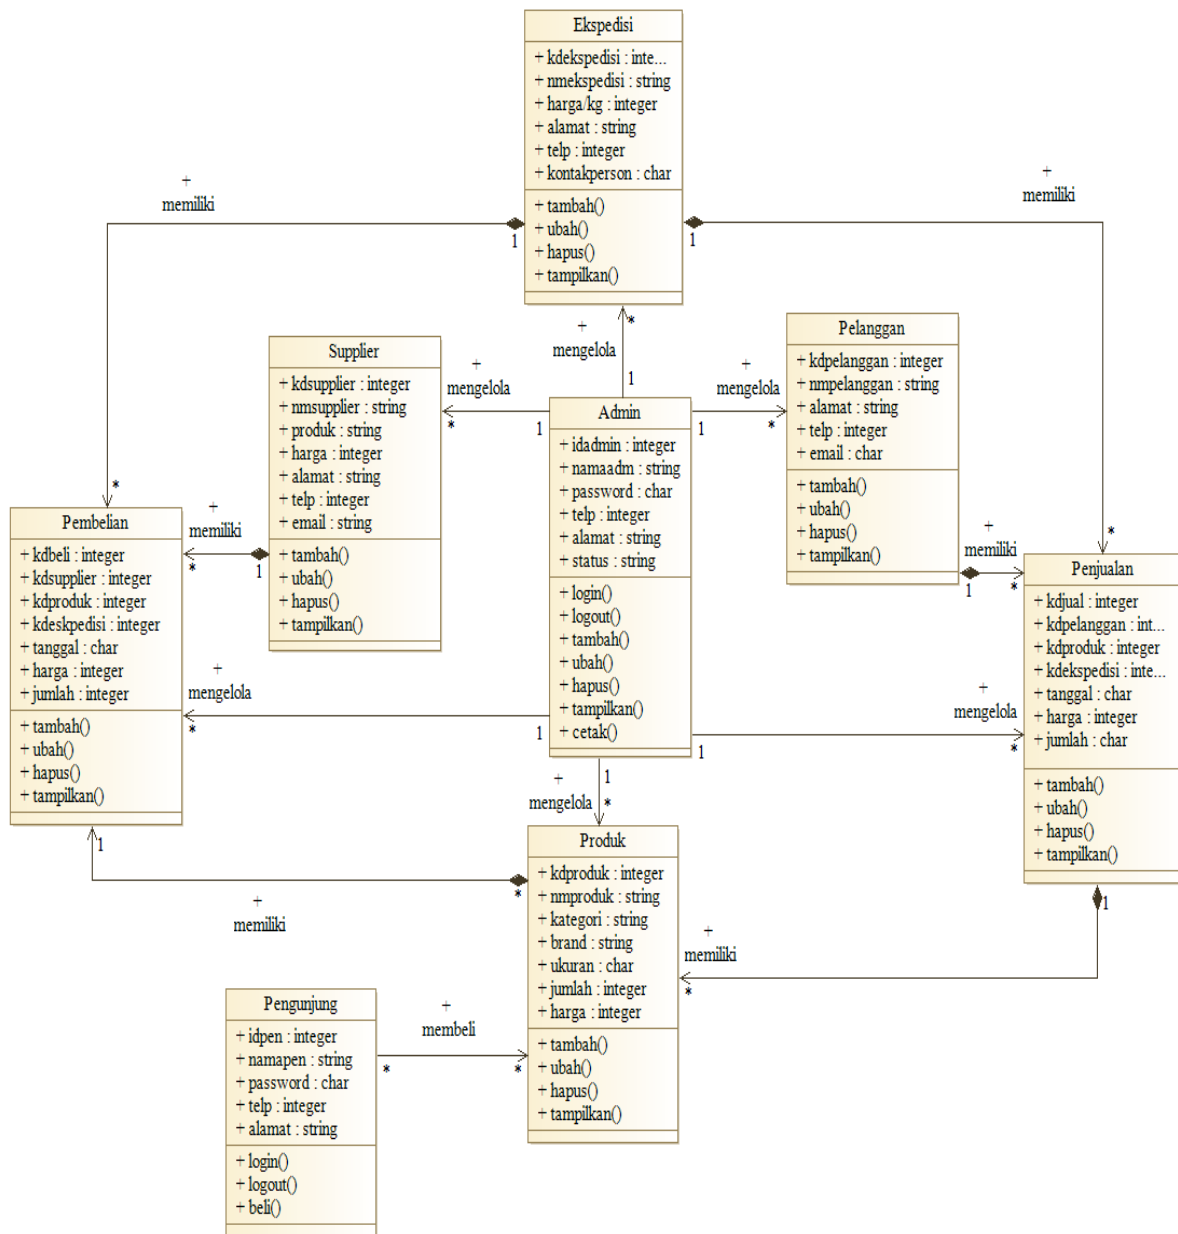 Ekspedisi
+ kdekspedisi : inte...
+ nmekspedisi : string
+ harga/kg : integer
+ alamat : string
+ telp : integer
+ kontakperson : char
+ tambah()
+ ubah()
+ hapus()
+ tampilkan()
+
memiliki
1
*
+
memiliki
1
*
+
mengelola
*
1
Supplier
+ kdsupplier : integer
+ nmsupplier : string
+ produk : string
+ harga : integer
+ alamat : string
+ telp : integer
+ email : string
+ tambah()
+ ubah()
+ hapus()
+ tampilkan()
+
mengelola
*
1
Admin
+ idadmin : integer
+ namaadm : string
+ password : char
+ telp : integer
+ alamat : string
+ status : string
+ login()
+ logout()
+ tambah()
+ ubah()
+ hapus()
+ tampilkan()
+ cetak()
+
mengelola
1
*
Pelanggan
+ kdpelanggan : integer
+ nmpelanggan : string
+ alamat : string
+ telp : integer
+ email : char
+ tambah()
+ ubah()
+ hapus()
+ tampilkan()
+
memiliki
1
*
Pembelian
+ kdbeli : integer
+ kdsupplier : integer
+ kdproduk : integer
+ kdeskpedisi : integer
+ tanggal : char
+ harga : integer
+ jumlah : integer
+ tambah()
+ ubah()
+ hapus()
+ tampilkan()
+
memiliki
*
1
+
mengelola
*
1
Penjualan
+ kdjual : integer
+ kdpelanggan : int...
+ kdproduk : integer
+ kdekspedisi : inte...
+ tanggal : char
+ harga : integer
+ jumlah : char
+ tambah()
+ ubah()
+ hapus()
+ tampilkan()
+
mengelola
1
*
+
mengelola
1
*
Produk
+ kdproduk : integer
+ nmproduk : string
+ kategori : string
+ brand : string
+ ukuran : char
+ jumlah : integer
+ harga : integer
+ tambah()
+ ubah()
+ hapus()
+ tampilkan()
1
*
+
memiliki
1
+
memiliki
*
Pengunjung
+ idpen : integer
+ namapen : string
+ password : char
+ telp : integer
+ alamat : string
+ login()
+ logout()
+ beli()
+
membeli
*
*